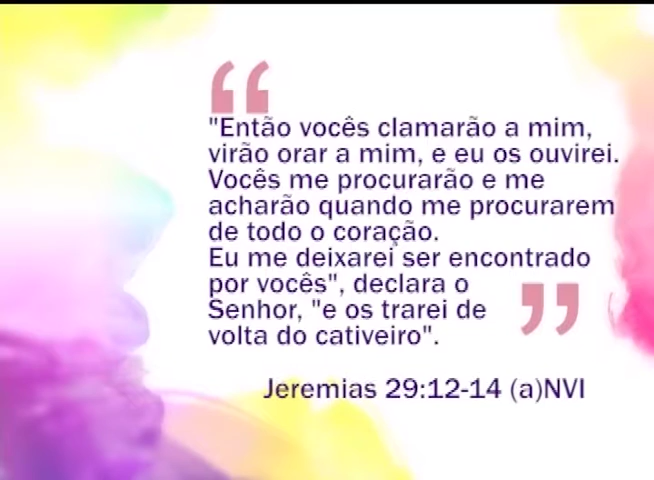 "Então vocês clamarão a mim,
virão orar a mim, e eu os ouvirei.
Vocês me procurarão e me
acharão quando me procurarem
de todo o coração.
Eu me deixarei ser encontrado
por vocês", declara o
Senhor, "e os trarei de
volta do cativeiro".
Jeremias 29:12-14 (a)NVI